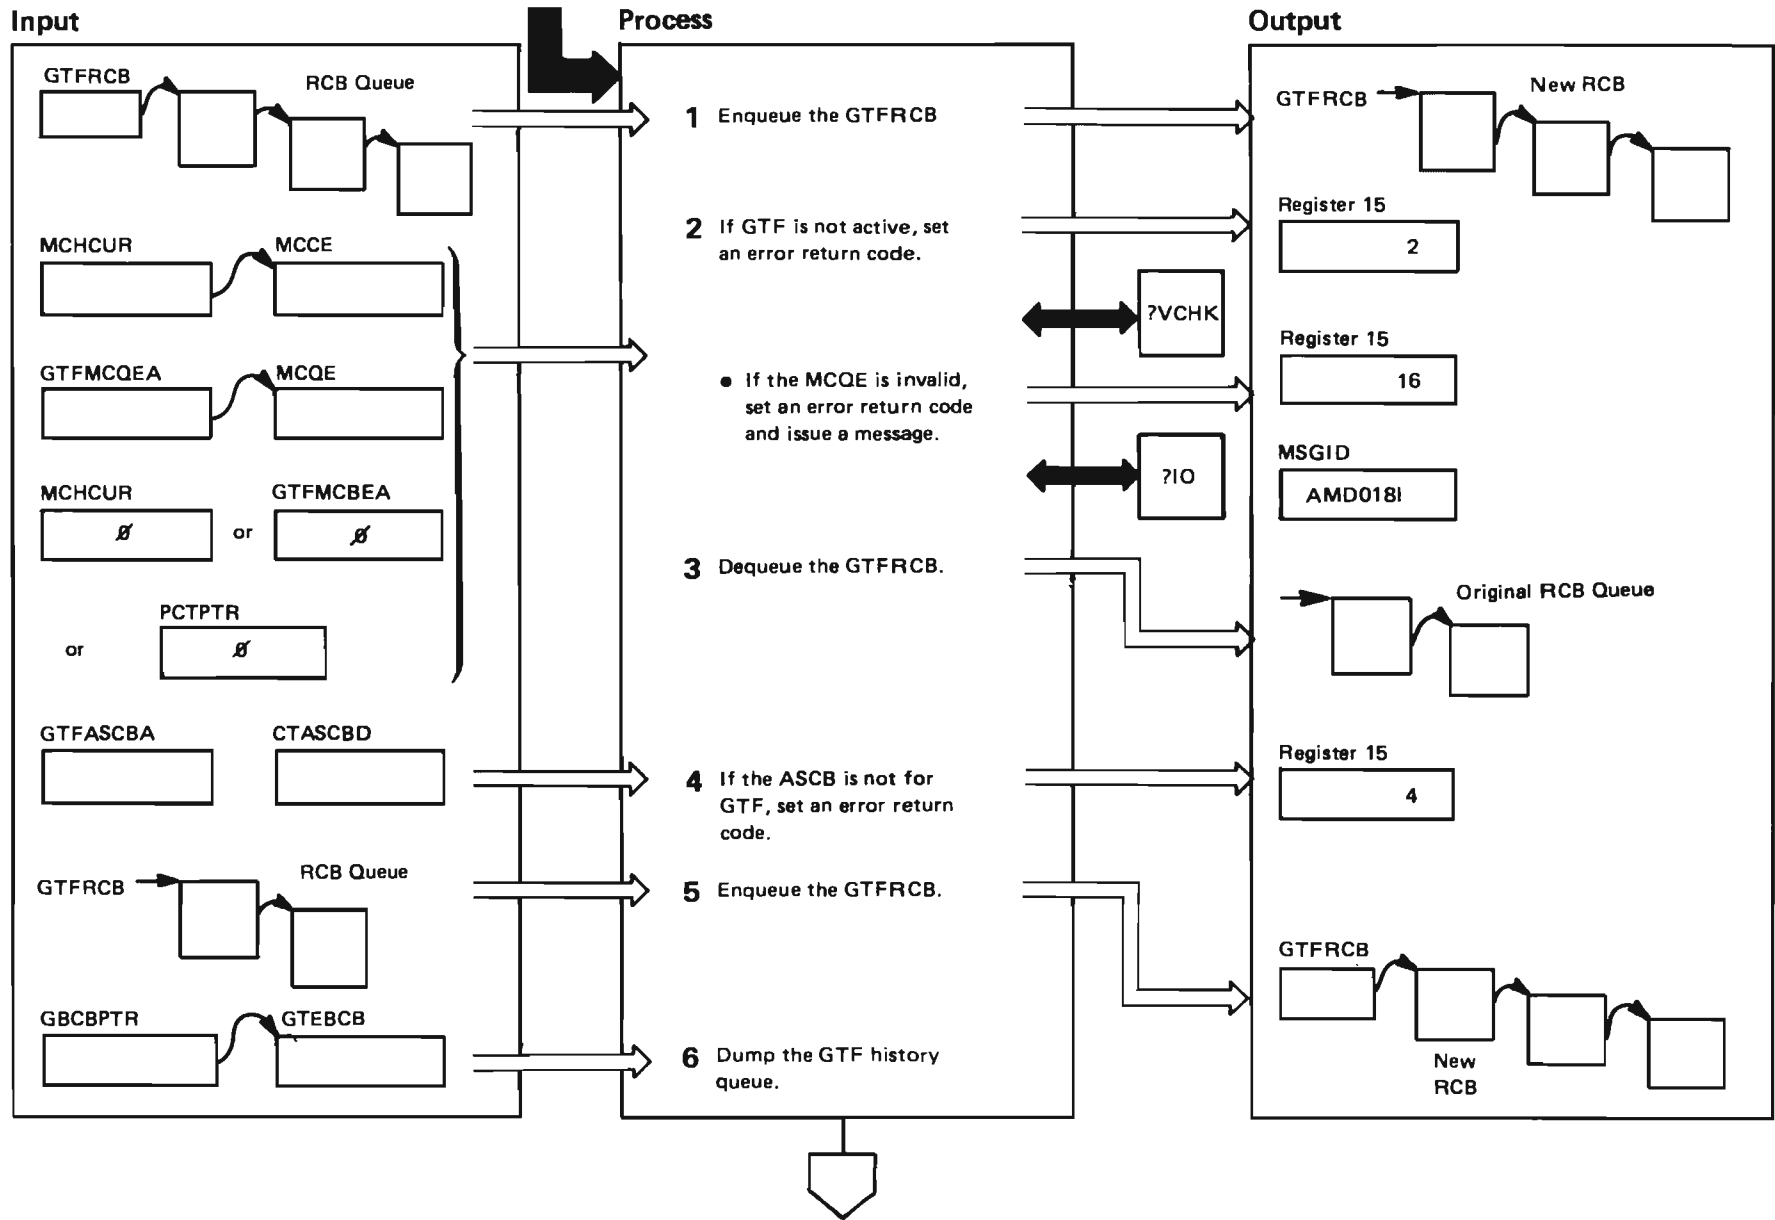 Input
GTFRCB
RCB Queue
MCHCUR
MCCE
GTFMCQEA
MCQE
MCHCUR
GTFMCBEA
0
or
0
PCTPTR
or
0
GTFASCBA
CTASCBD
GTFRCB
RCB Queue
GBCBPTR
GTEBCB
Process
1 Enqueue the GTFRCB
2 If GTF is not active, set
an error return code.
?VCHK
• If the MCQE is invalid,
set an error return code
and issue a message.
?IO
3 Dequeue the GTFRCB.
4 If the ASCB is not for
GTF, set an error return
code.
5 Enqueue the GTFRCB.
6 Dump the GTF history
queue.
Output
GTFRCB
New RCB
Register 15
2
Register 15
16
MSGID
AMD018I
Original RCB Queue
Register 15
4
GTFRCB
New
RCB